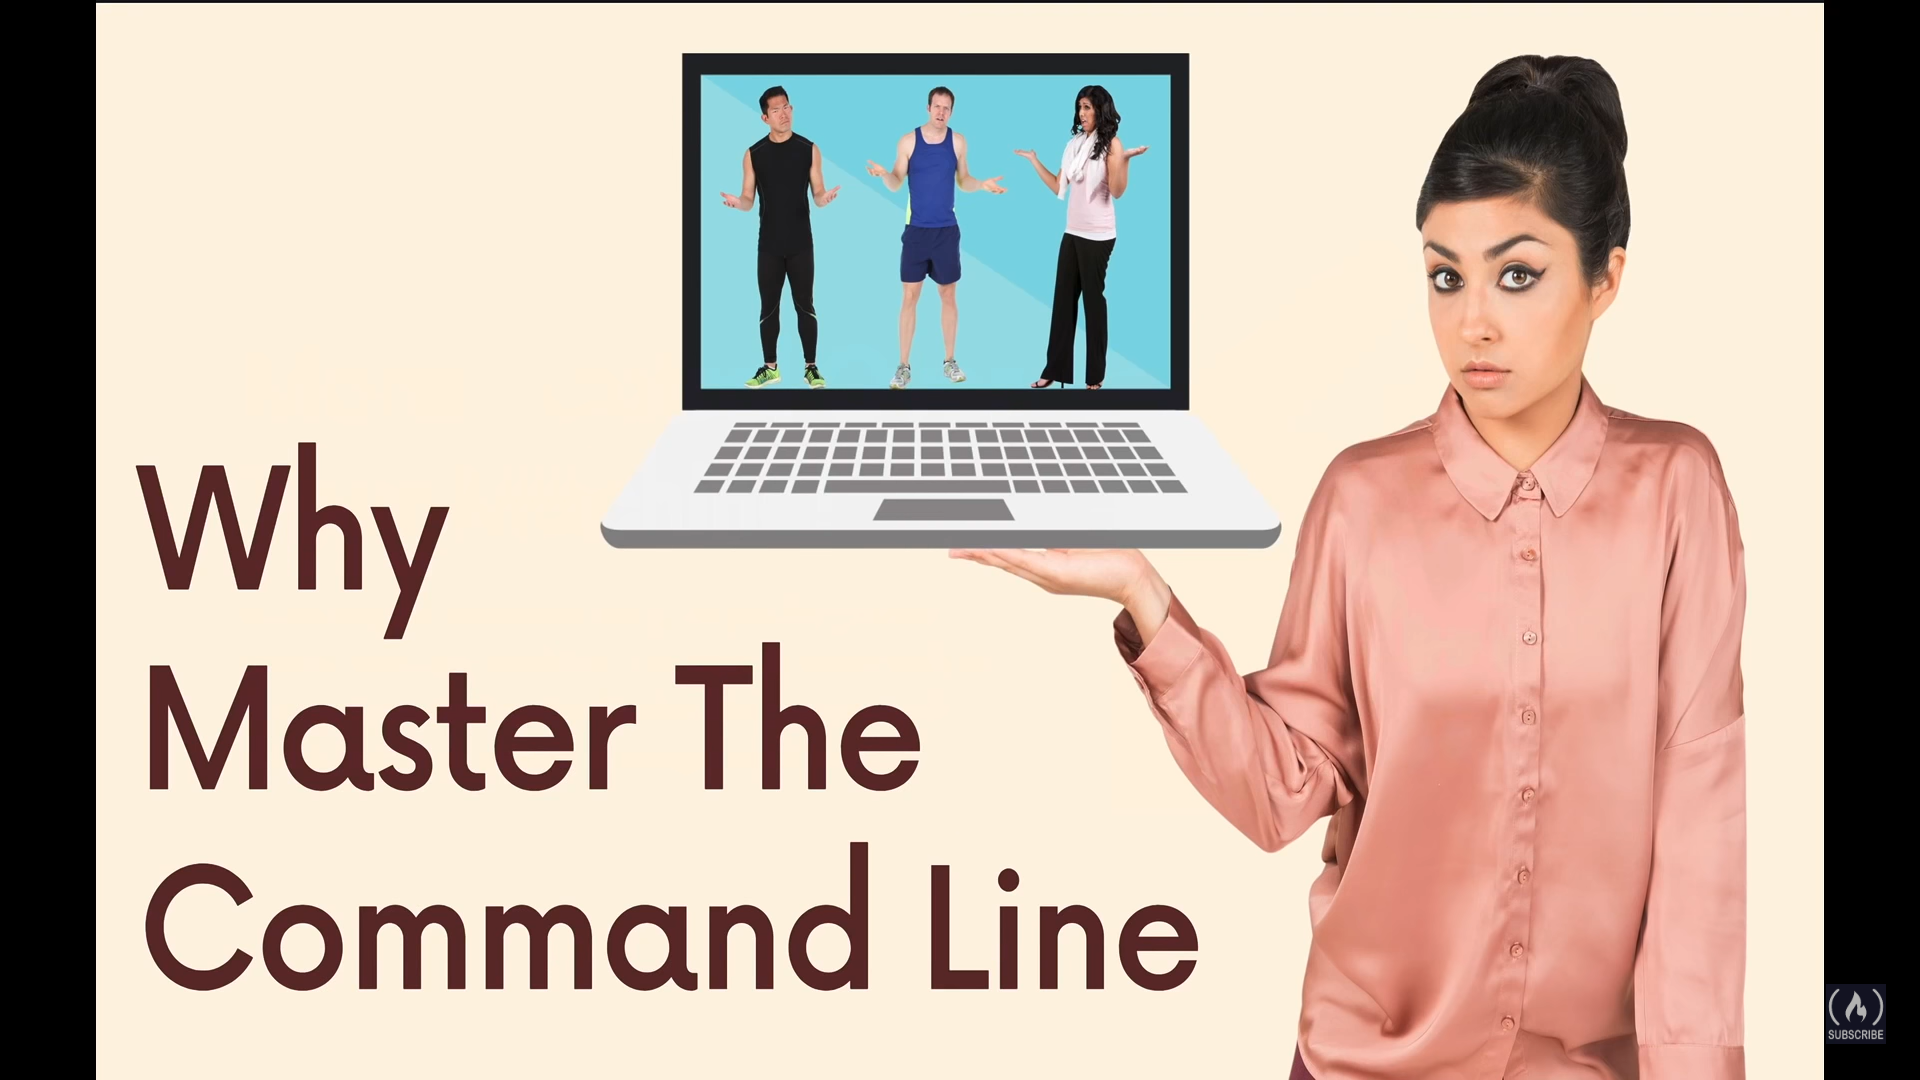 Why
Master The
Command Line
SUBSCRIBE